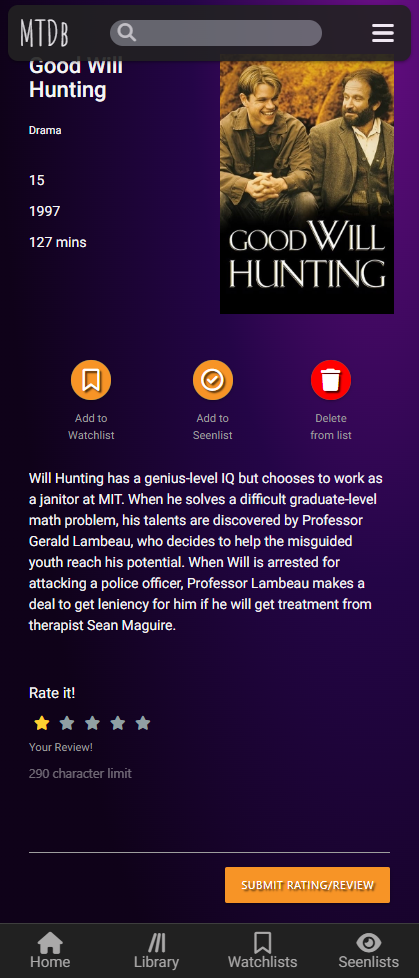 MTDb
Good Will
Hunting
Drama
15
1997
127 mins
GOOD WILL
HUNTING
Add to
Watchlist
Add to
Seenlist
Delete
from list
Will Hunting has a genius-level IQ but chooses to work as
a janitor at MIT. When he solves a difficult graduate-level
math problem, his talents are discovered by Professor
Gerald Lambeau, who decides to help the misguided
youth reach his potential. When Will is arrested for
attacking a police officer, Professor Lambeau makes a
deal to get leniency for him if he will get treatment from
therapist Sean Maguire.
Rate it!
Your Review!
290 character limit
SUBMIT RATING/REVIEW
Home
Library
Watchlists
Seenlists